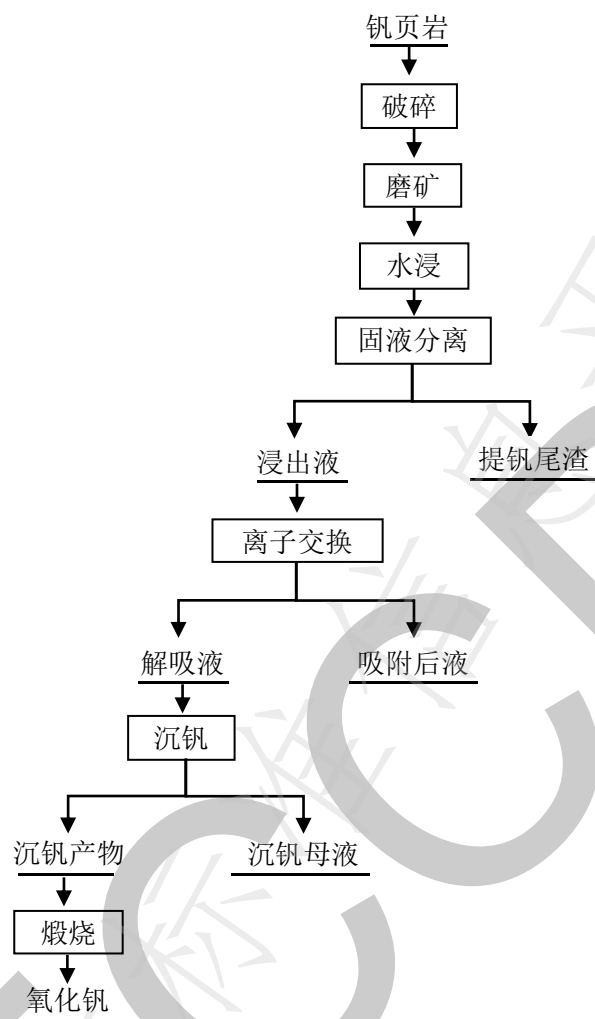 钒页岩
破碎
磨矿
水浸
固液分离
浸出液
提钒尾渣
离子交换
解吸液
吸附后液
沉钒
沉钒产物
沉钒母液
煅烧
氧化钒